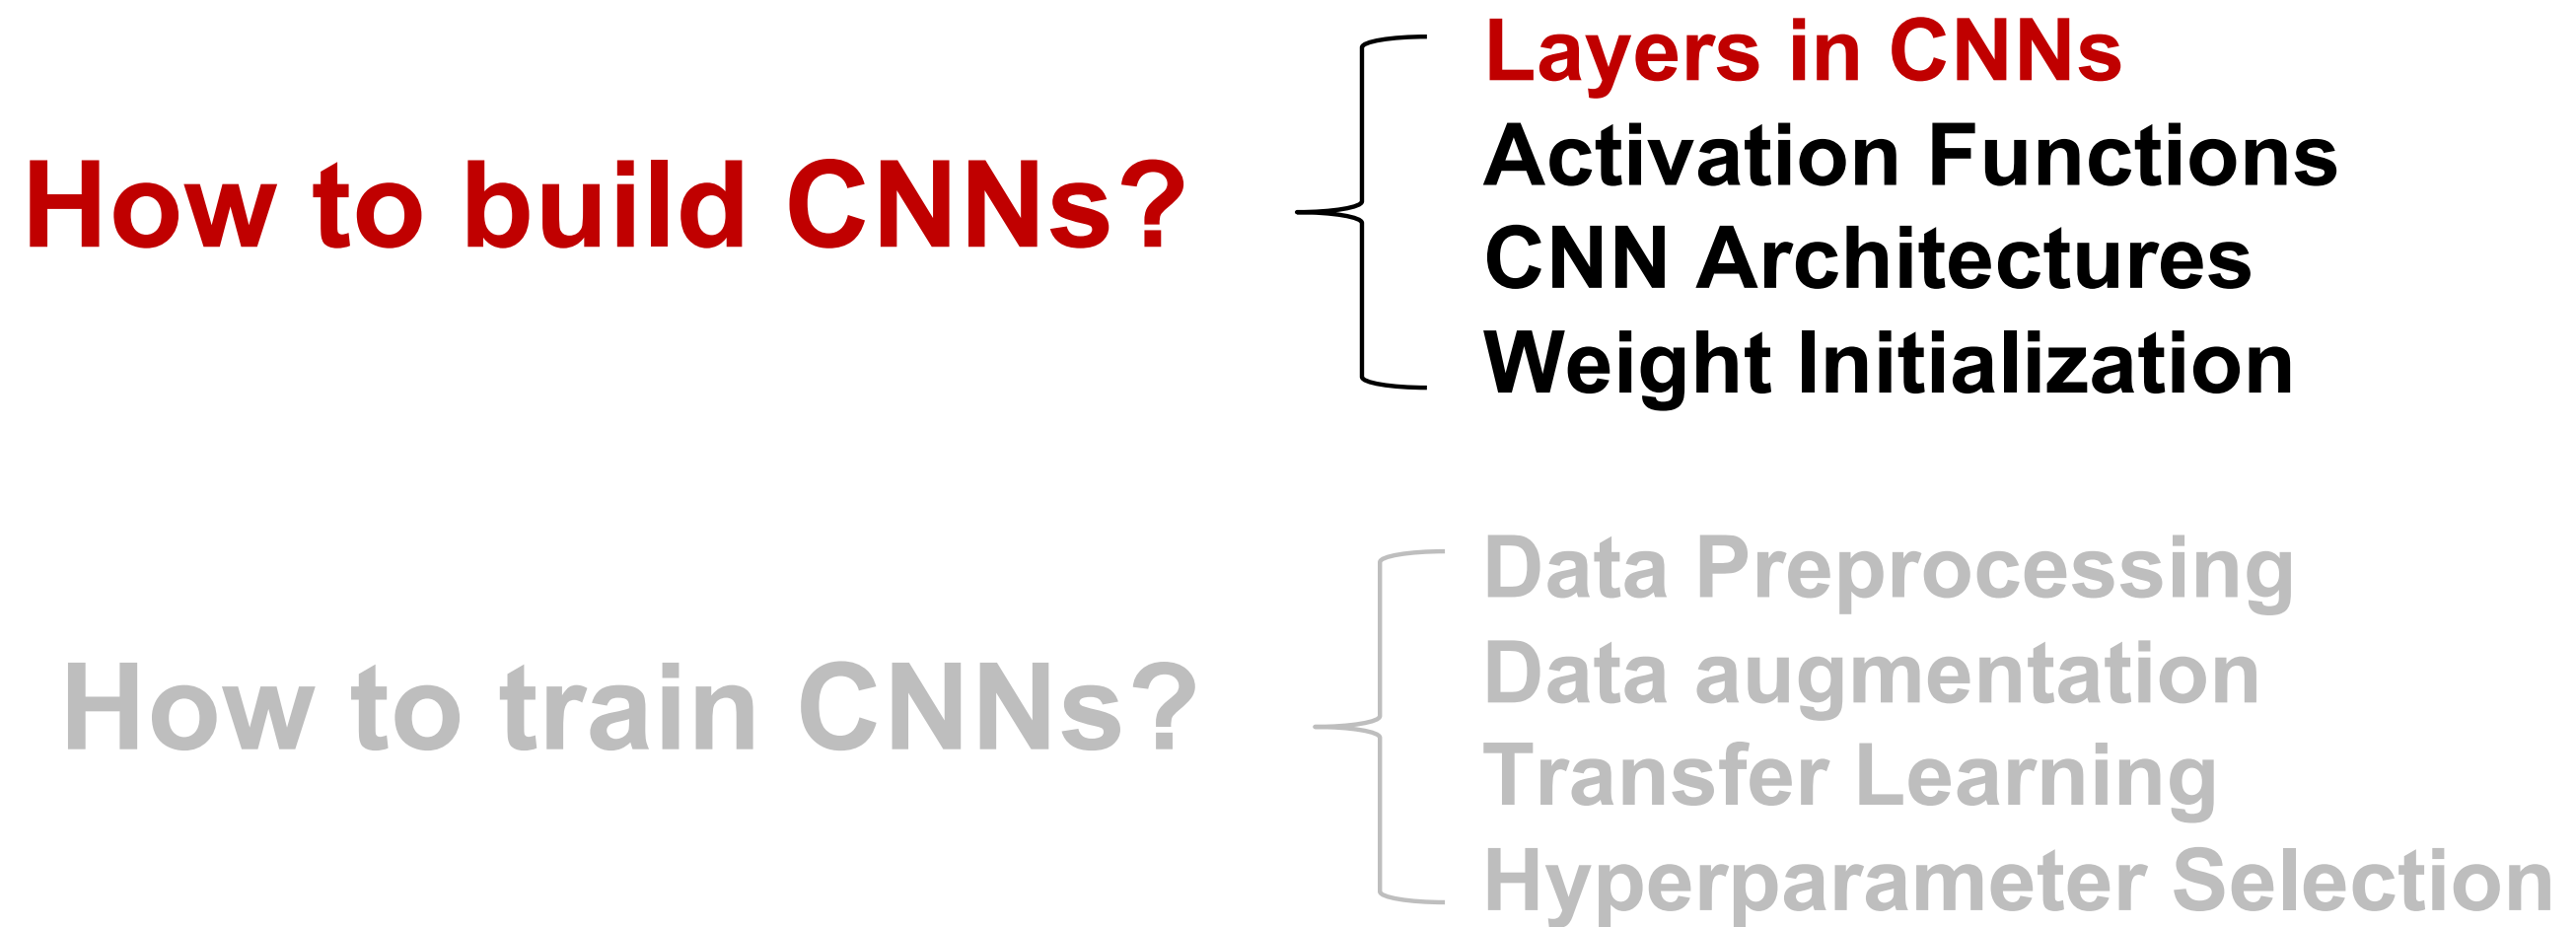 How to build CNNs?
Layers in CNNs
Activation Functions
CNN Architectures
Weight Initialization
How to train CNNs?
Data Preprocessing
Data augmentation
Transfer Learning
Hyperparameter Selection